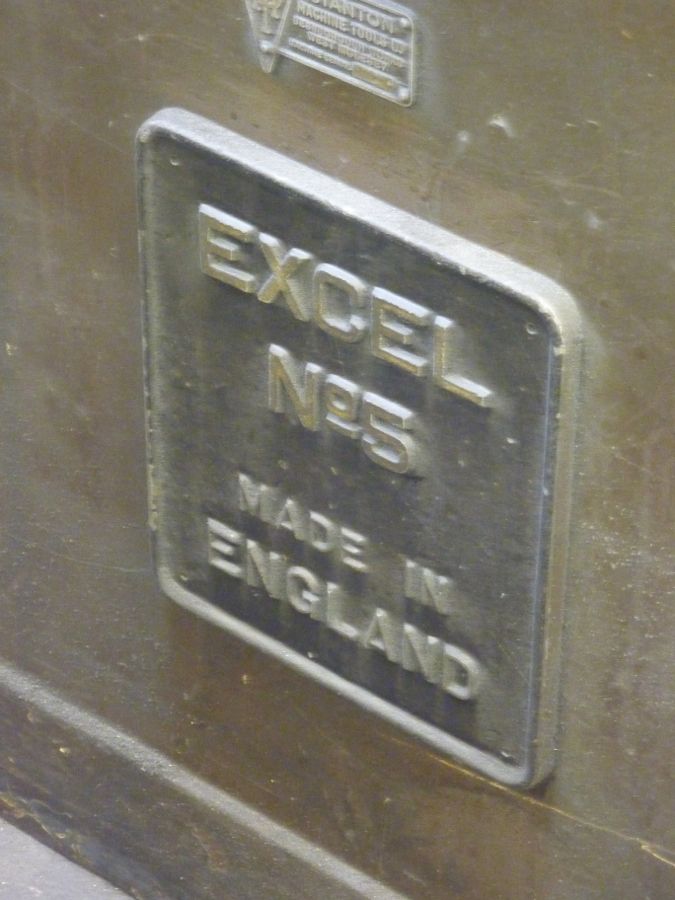 STANTON
MACHINE-TOOLS LTD
EXCEL
Nº5
MADE IN
ENGLAND